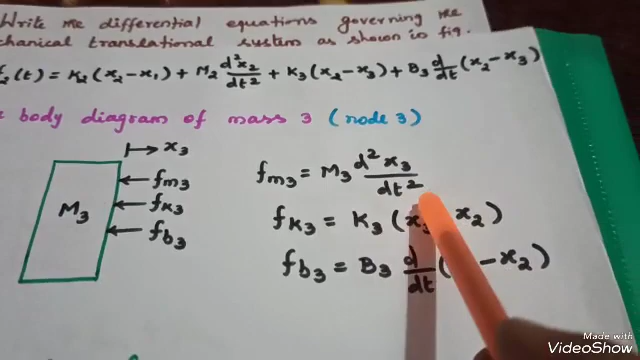 Write the differential equations governing the
chanical translational system as shown in fig.
f₂(t) = K₂(x₂-x₁) + M₂ d²x₂/dt² + K₃(x₂-x₃) + B₃ d/dt (x₂-x₃)
body diagram of mass 3 (node 3)
→ x₃
M₃
← fm₃
← fK₃
← fb₃
fm₃ = M₃ d²x₃/dt²
fK₃ = K₃ (x₃ x₂)
fb₃ = B₃ d/dt ( - x₂)
Made with
VideoShow